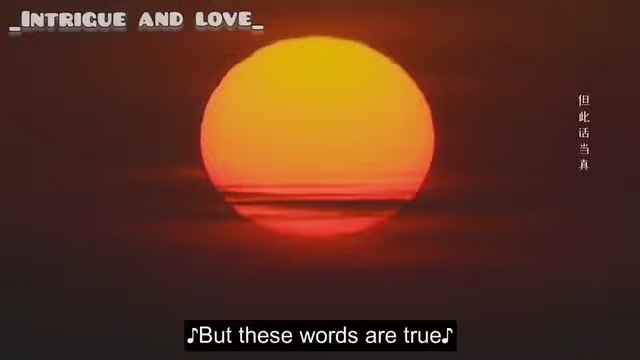 _INTRIGUE AND LOVE_
但此话当真
♪But these words are true♪